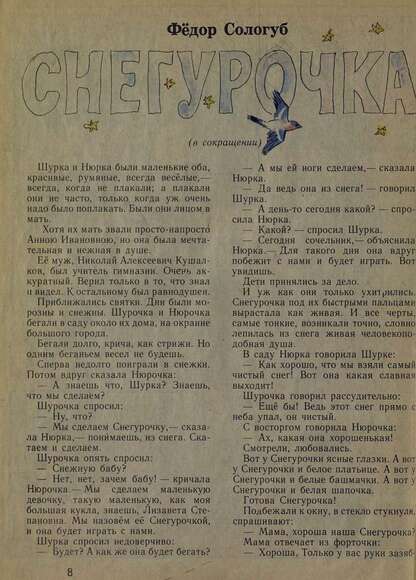 Фёдор Сологуб
СНЕГУРОЧКА
(в сокращении)
Шурка и Нюрка были маленькие оба,
красивые, румяные, всегда весёлые,—
всегда, когда не плакали; а плакали
они не часто, только когда уж очень
надо было поплакать. Были они лицом в
мать.
Хотя их мать звали просто-напросто
Анною Ивановною, но она была мечта-
тельная и нежная в душе.
Её муж, Николай Алексеевич Кушал-
ков, был учитель гимназии. Очень ак-
куратный. Верил только в то, что знал
и видел. К остальному был равнодушен.
Приближались святки. Дни были мо-
розны и снежны. Шурочка и Нюрочка
бегали в саду около их дома, на окраине
большого города.
Бегали долго, крича, как стрижи. Но
одним беганьем весел не будешь.
Сперва недолго поиграли в снежки.
Потом вдруг сказала Нюрочка:
— А знаешь что, Шурка? Знаешь,
что мы сделаем?
Шурочка спросил:
— Ну, что?
— Мы сделаем Снегурочку,— сказа-
ла Нюрка,— понимаешь, из снега. Ска-
таем и сделаем.
Шурочка опять спросил:
— Снежную бабу?
— Нет, нет, зачем бабу! — кричала
Нюрочка.— Мы сделаем маленькую
девочку, такую маленькую, как моя
большая кукла, знаешь, Лизавета Сте-
пановна. Мы назовём её Снегурочкой,
и она будет играть с нами.
Шурка спросил недоверчиво:
— Будет? А как же она будет бегать?
8
— А мы ей ноги сделаем,— сказала
Нюрка.
— Да ведь она из снега! — говорил
Шурка.
— А день-то сегодня какой? — спро-
сила Нюрка.
— Какой? — спросил Шурка.
— Сегодня сочельник,— объяснила
Нюрка.— Для такого дня она вдруг
побежит с нами и будет играть. Вот
увидишь.
Дети принялись за дело.
И уж как они только ухитрились.
Снегурочка под их быстрыми пальцами
вырастала как живая. И все черты,
самые тонкие, возникали точно, словно
лепилась из снега живая человекопо-
добная душа.
В саду Нюрка говорила Шурке:
— Как хорошо, что мы взяли самый
чистый снег! Вот она какая славная
выходит!
Шурочка говорил рассудительно:
— Ещё бы! Ведь этот снег прямо с
неба упал, он чистый.
С восторгом говорила Нюрочка:
— Ах, какая она хорошенькая!
Смотрели, любовались.
Вот у Снегурочки ясные глазки. А вот
у Снегурочки и белое платьице. А вот
у Снегурочки и белые башмачки. А вот у
Снегурочки и белая шапочка.
Готова Снегурочка!
Подбежали к окну, в стекло стукнули,
спрашивают:
— Мама, хороша наша Снегурочка?
Мама отвечает из форточки:
— Хороша. Только у вас руки зазяб-